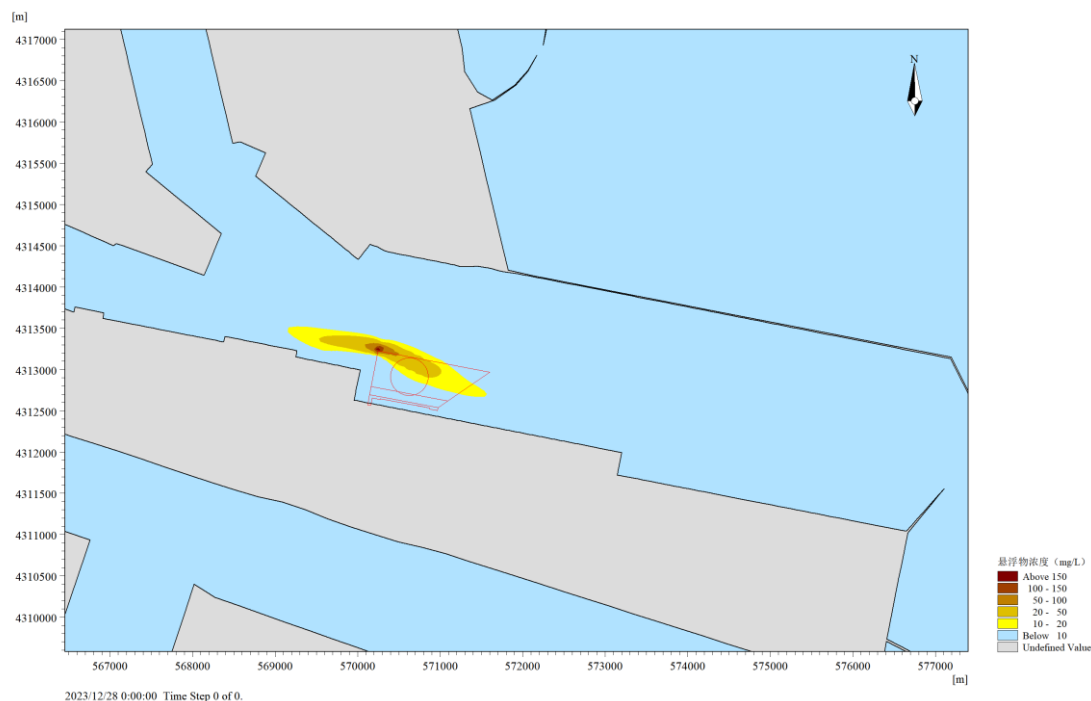 [m]
4317000
4316500
4316000
4315500
4315000
4314500
4314000
4313500
4313000
4312500
4312000
4311500
4311000
4310500
4310000
N
567000 568000 569000 570000 571000 572000 573000 574000 575000 576000 577000
[m]
悬浮物浓度（mg/L）
Above 150
100 - 150
50 - 100
20 - 50
10 - 20
Below 10
Undefined Value
2023/12/28 0:00:00 Time Step 0 of 0.